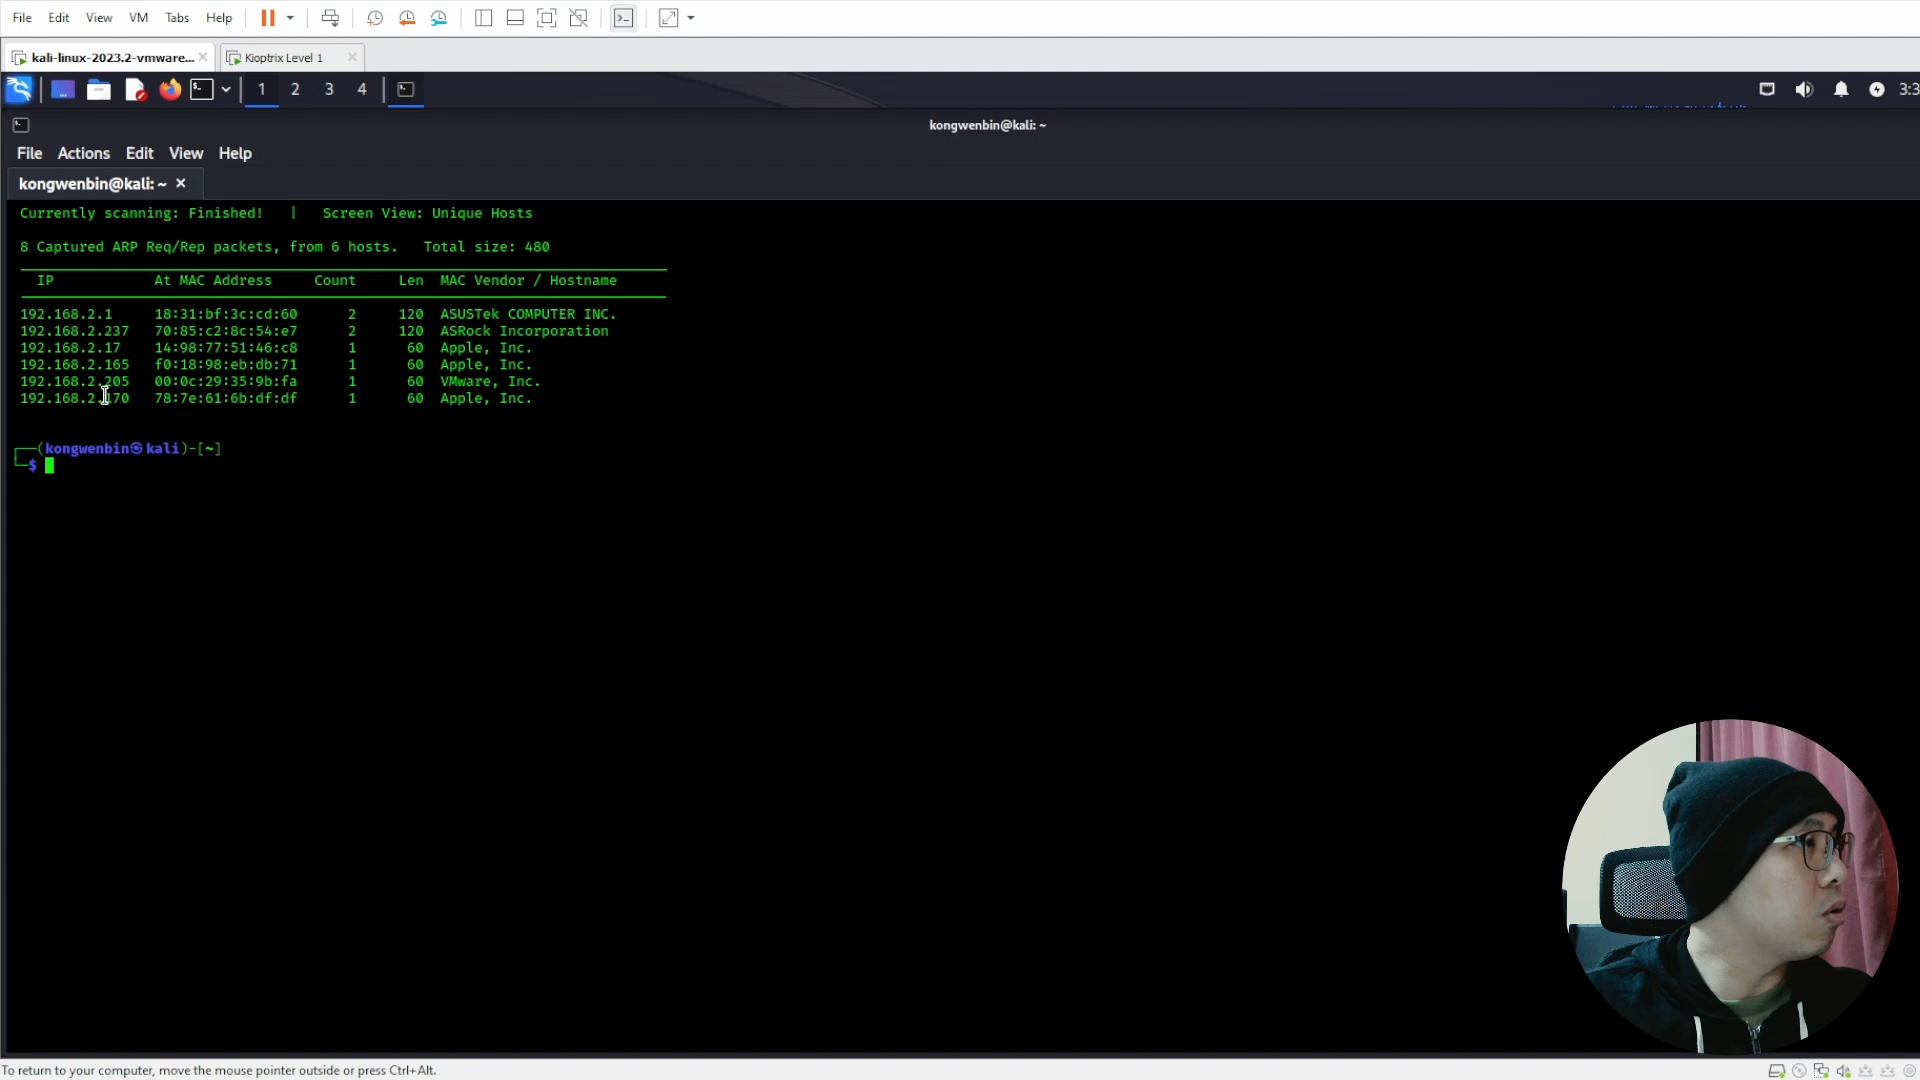 File Edit View VM Tabs Help
kali-linux-2023.2-vmware...
Kioptrix Level 1
1 2 3 4
3:3
kongwenbin@kali: ~
File Actions Edit View Help
kongwenbin@kali: ~
Currently scanning: Finished! | Screen View: Unique Hosts
8 Captured ARP Req/Rep packets, from 6 hosts. Total size: 480
IP At MAC Address Count Len MAC Vendor / Hostname
192.168.2.1 18:31:bf:3c:cd:60 2 120 ASUSTek COMPUTER INC.
192.168.2.237 70:85:c2:8c:54:e7 2 120 ASRock Incorporation
192.168.2.17 14:98:77:51:46:c8 1 60 Apple, Inc.
192.168.2.165 f0:18:98:eb:db:71 1 60 Apple, Inc.
192.168.2.205 00:0c:29:35:9b:fa 1 60 VMware, Inc.
192.168.2.170 78:7e:61:6b:df:df 1 60 Apple, Inc.
┌──(kongwenbin㉿kali)-[~]
└─$
To return to your computer, move the mouse pointer outside or press Ctrl+Alt.